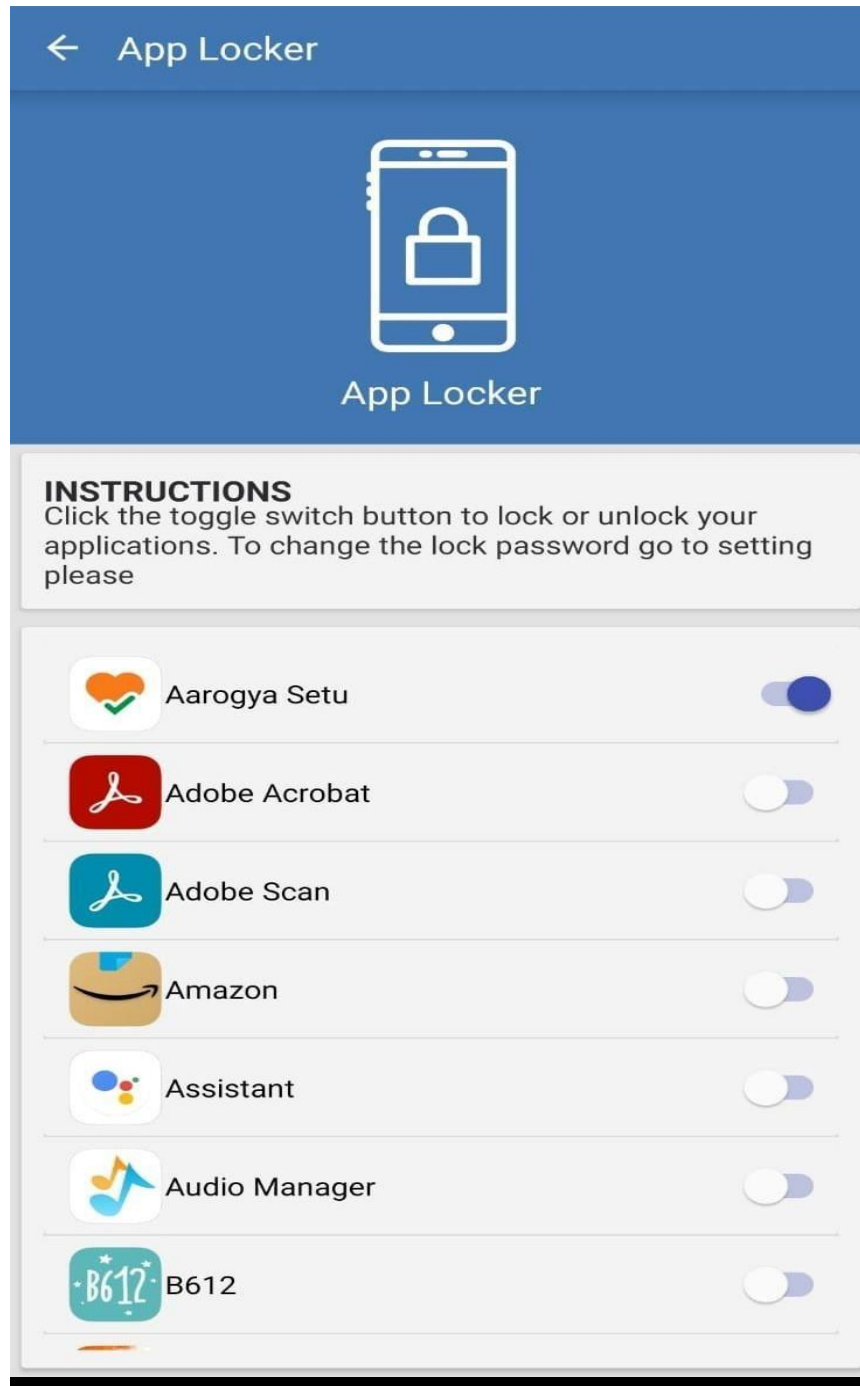 App Locker
App Locker
INSTRUCTIONS
Click the toggle switch button to lock or unlock your
applications. To change the lock password go to setting
please
Aarogya Setu
Adobe Acrobat
Adobe Scan
Amazon
Assistant
Audio Manager
B612 B612